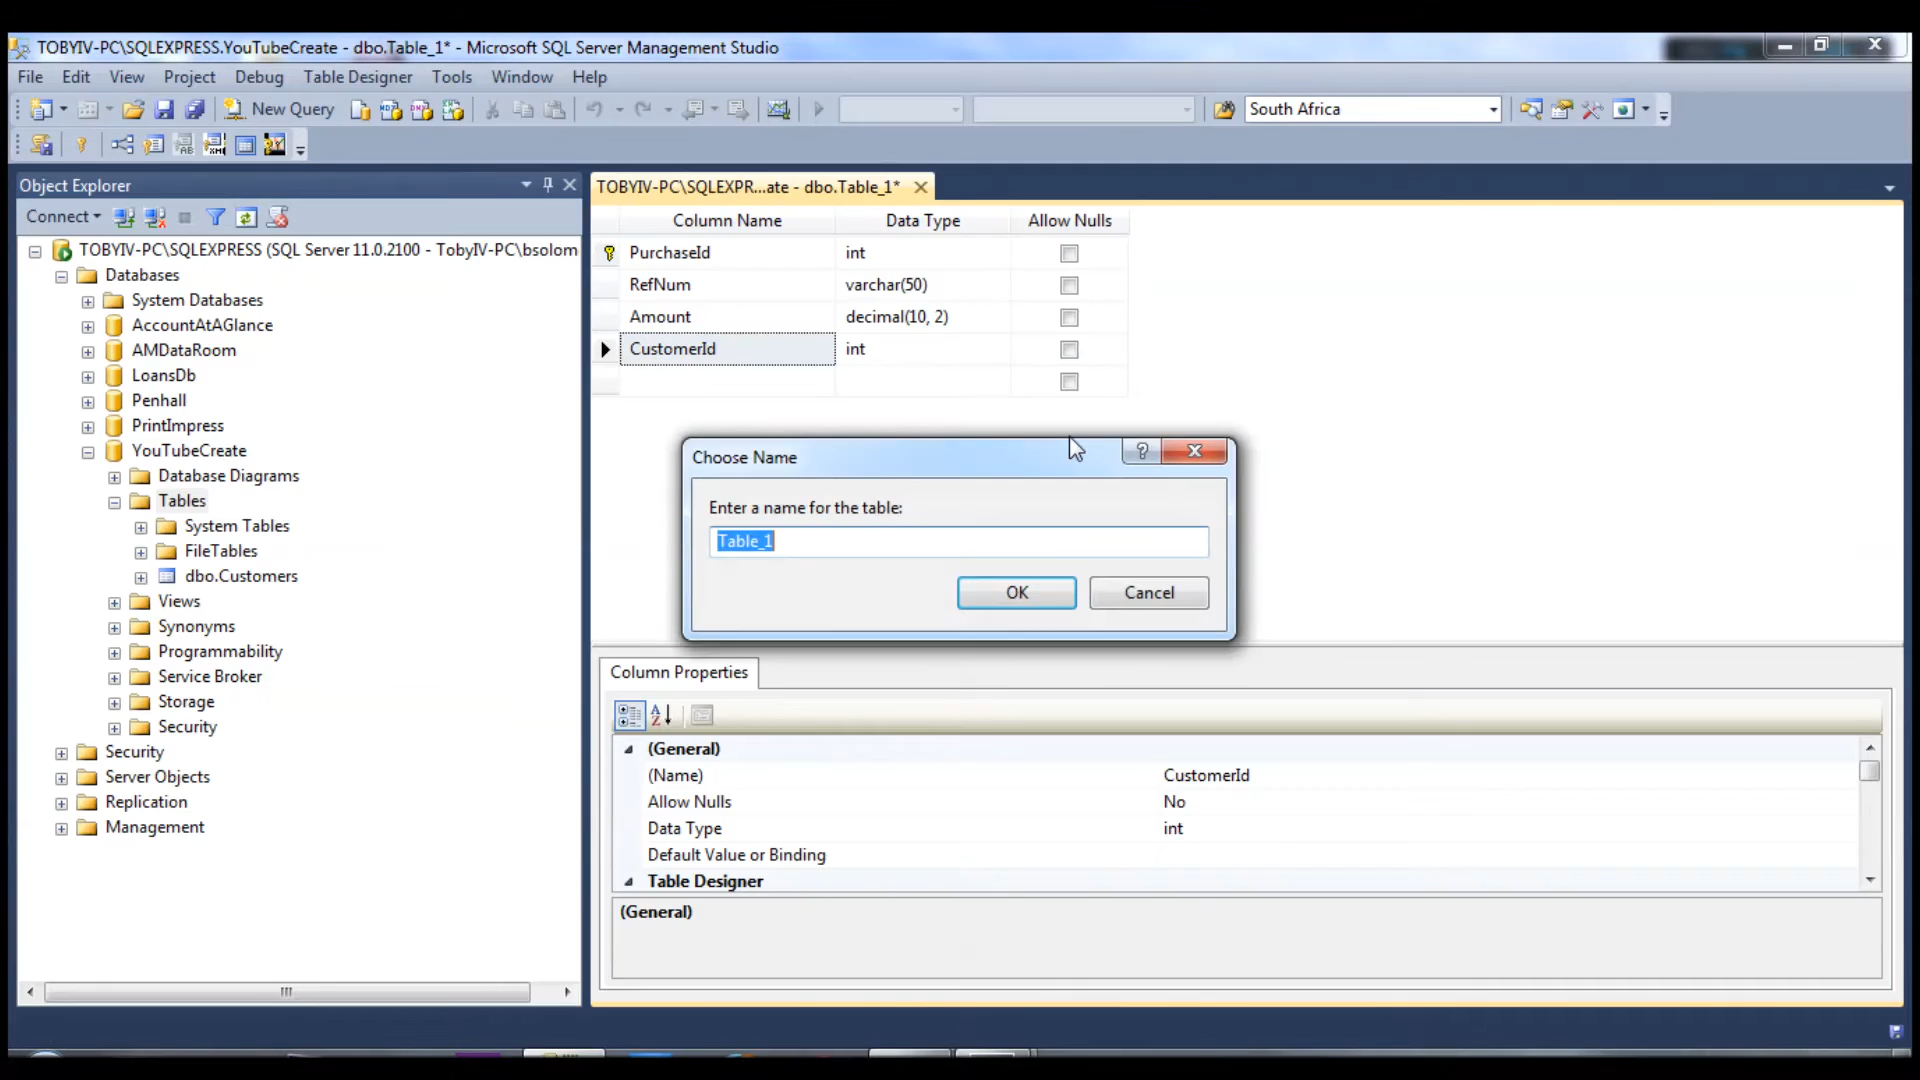 TOBYIV-PC\SQLEXPRESS.YouTubeCreate - dbo.Table_1* - Microsoft SQL Server Management Studio
File Edit View Project Debug Table Designer Tools Window Help
New Query South Africa
Object Explorer
Connect
TOBYIV-PC\SQLEXPRESS (SQL Server 11.0.2100 - TobyIV-PC\bsolom
Databases
System Databases
AccountAtAGlance
AMDataRoom
LoansDb
Penhall
PrintImpress
YouTubeCreate
Database Diagrams
Tables
System Tables
FileTables
dbo.Customers
Views
Synonyms
Programmability
Service Broker
Storage
Security
Security
Server Objects
Replication
Management
TOBYIV-PC\SQLEXPR...ate - dbo.Table_1*
Column Name Data Type Allow Nulls
PurchaseId int
RefNum varchar(50)
Amount decimal(10, 2)
CustomerId int
Choose Name
Enter a name for the table:
Table_1
OK Cancel
Column Properties
(General)
(Name) CustomerId
Allow Nulls No
Data Type int
Default Value or Binding
Table Designer
(General)